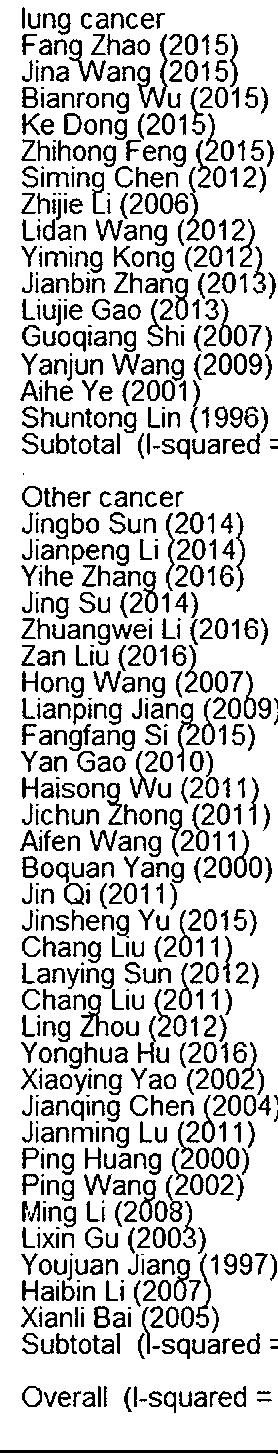 lung cancer
Fang Zhao (2015)
Jina Wang (2015)
Bianrong Wu (2015)
Ke Dong (2015)
Zhihong Feng (2015)
Siming Chen (2012)
Zhijie Li (2006)
Lidan Wang (2012)
Yiming Kong (2012)
Jianbin Zhang (2013)
Liujie Gao (2013)
Guoqiang Shi (2007)
Yanjun Wang (2009)
Aihe Ye (2001)
Shuntong Lin (1996)
Subtotal (I-squared =
.
Other cancer
Jingbo Sun (2014)
Jianpeng Li (2014)
Yihe Zhang (2016)
Jing Su (2014)
Zhuangwei Li (2016)
Zan Liu (2016)
Hong Wang (2007)
Lianping Jiang (2009)
Fangfang Si (2015)
Yan Gao (2010)
Haisong Wu (2011)
Jichun Zhong (2011)
Aifen Wang (2011)
Boquan Yang (2000)
Jin Qi (2011)
Jinsheng Yu (2015)
Chang Liu (2011)
Lanying Sun (2012)
Chang Liu (2011)
Ling Zhou (2012)
Yonghua Hu (2016)
Xiaoying Yao (2002)
Jianqing Chen (2004)
Jianming Lu (2011)
Ping Huang (2000)
Ping Wang (2002)
Ming Li (2008)
Lixin Gu (2003)
Youjuan Jiang (1997)
Haibin Li (2007)
Xianli Bai (2005)
Subtotal (I-squared =
Overall (I-squared =